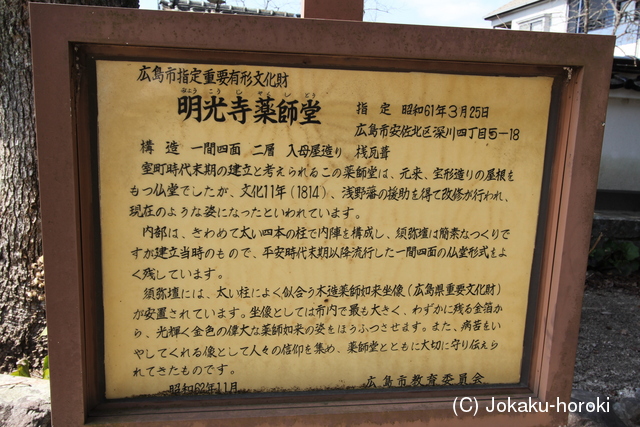 広島市指定重要有形文化財
みょうこうじやくしどう
明光寺薬師堂
指定 昭和61年3月25日
広島市安佐北区深川四丁目5-18
構造 一間四面 二層 入母屋造り 桟瓦葺
室町時代末期の建立と考えられるこの薬師堂は、元来、宝形造りの屋根を
もつ仏堂でしたが、文化11年(1814)、浅野藩の援助を得て改修が行われ、
現在のような姿になったといわれています。
内部は、きわめて太い四本の柱で内陣を構成し、須弥壇は簡素なつくりで
すが建立当時のもので、平安時代末期以降流行した一間四面の仏堂形式をよ
く残しています。
須弥壇には、太い柱によく似合う木造薬師如来坐像(広島県重要文化財)
が安置されています。坐像としては市内で最も大きく、わずかに残る金箔か
ら、光輝く金色の偉大な薬師如来の姿をほうふつさせます。また、病苦をい
やしてくれる像として人々の信仰を集め、薬師堂とともに大切に守り伝えら
れてきたものです。
昭和62年11月
広島市教育委員会
(C) Jokaku-horoki